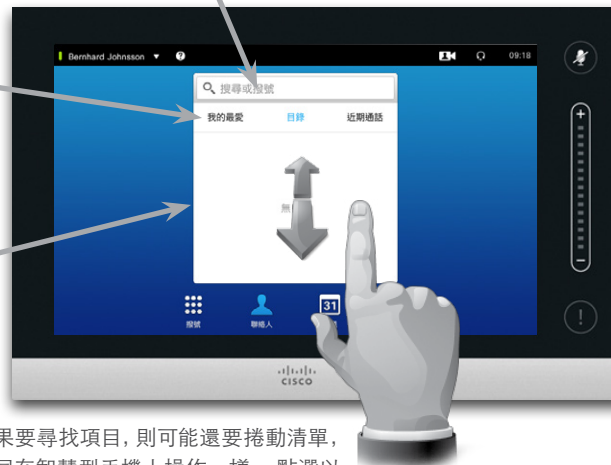 Bernhard Johnsson ▼ ? 09:18
搜尋或撥號
我的最愛 目錄 近期通話
無
撥號 聯絡人
31
CISCO
果要尋找項目, 則可能還要捲動清單,